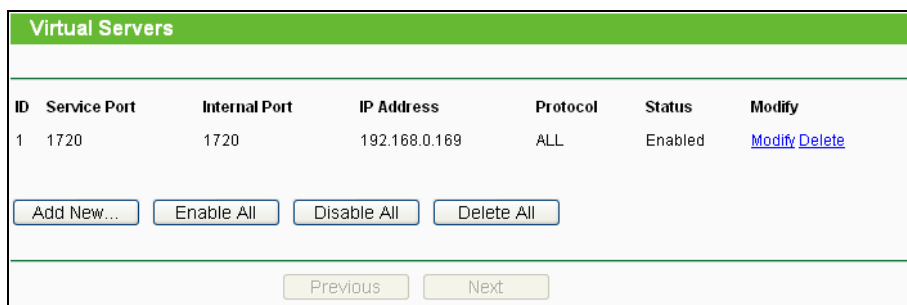 Virtual Servers
ID Service Port Internal Port IP Address Protocol Status Modify
1 1720 1720 192.168.0.169 ALL Enabled Modify Delete
Add New... Enable All Disable All Delete All
Previous Next